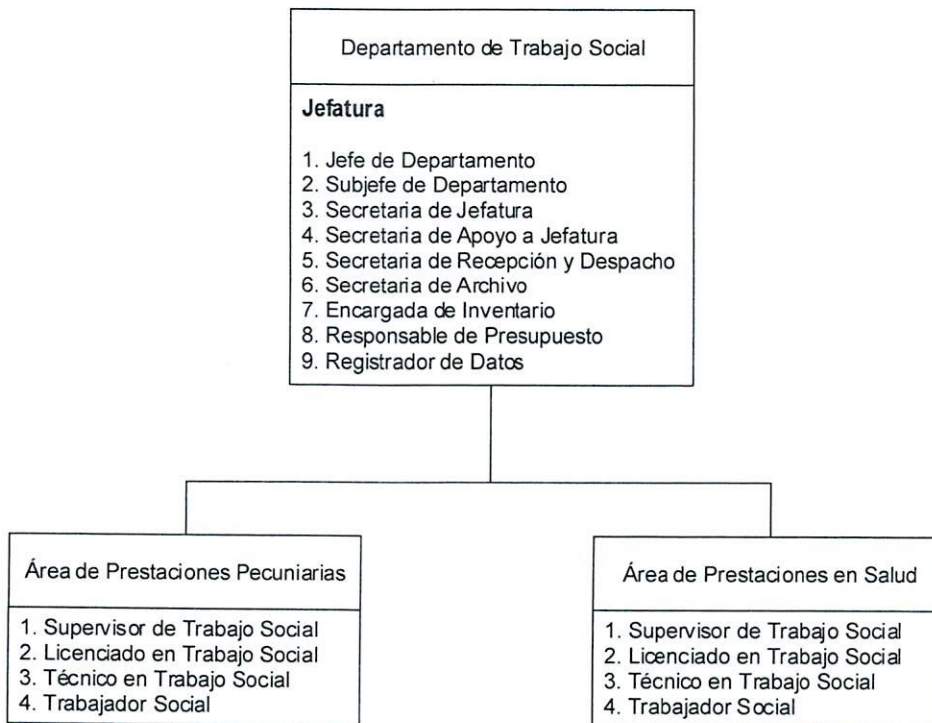 Departamento de Trabajo Social
Jefatura
1. Jefe de Departamento
2. Subjefe de Departamento
3. Secretaria de Jefatura
4. Secretaria de Apoyo a Jefatura
5. Secretaria de Recepción y Despacho
6. Secretaria de Archivo
7. Encargada de Inventario
8. Responsable de Presupuesto
9. Registrador de Datos
Área de Prestaciones Pecuniarias
1. Supervisor de Trabajo Social
2. Licenciado en Trabajo Social
3. Técnico en Trabajo Social
4. Trabajador Social
Área de Prestaciones en Salud
1. Supervisor de Trabajo Social
2. Licenciado en Trabajo Social
3. Técnico en Trabajo Social
4. Trabajador Social